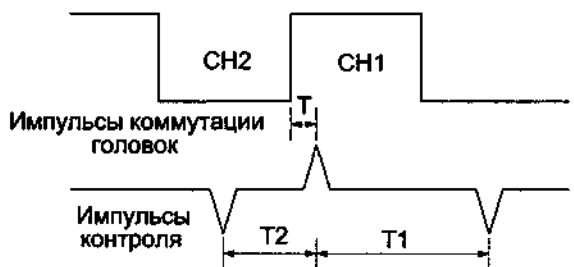 CH2
CH1
T
Импульсы коммутации
головок
Импульсы
контроля
T2
T1